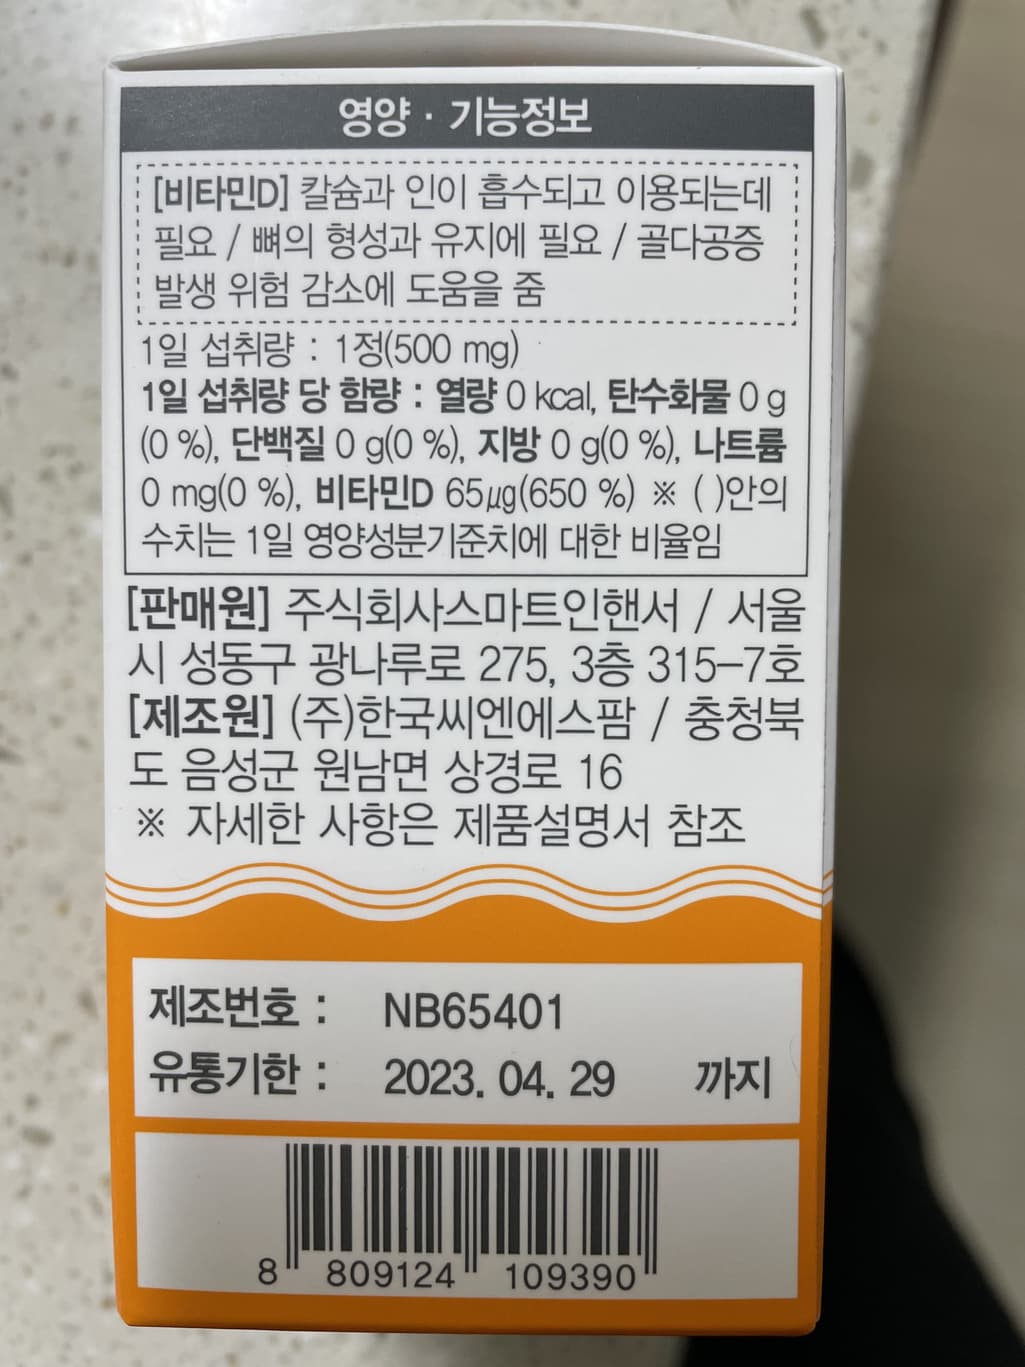 영양 · 기능정보
[비타민D] 칼슘과 인이 흡수되고 이용되는데
필요 / 뼈의 형성과 유지에 필요 / 골다공증
발생 위험 감소에 도움을 줌
1일 섭취량 : 1정(500 mg)
1일 섭취량 당 함량 : 열량 0 kcal, 탄수화물 0 g
(0 %), 단백질 0 g(0 %), 지방 0 g(0 %), 나트륨
0 mg(0 %), 비타민D 65㎍(650 %) ※ ( )안의
수치는 1일 영양성분기준치에 대한 비율임
[판매원] 주식회사스마트인핸서 / 서울
시 성동구 광나루로 275, 3층 315-7호
[제조원] (주)한국씨엔에스팜 / 충청북
도 음성군 원남면 상경로 16
※ 자세한 사항은 제품설명서 참조
제조번호 : NB65401
유통기한 : 2023. 04. 29 까지
8 809124 109390